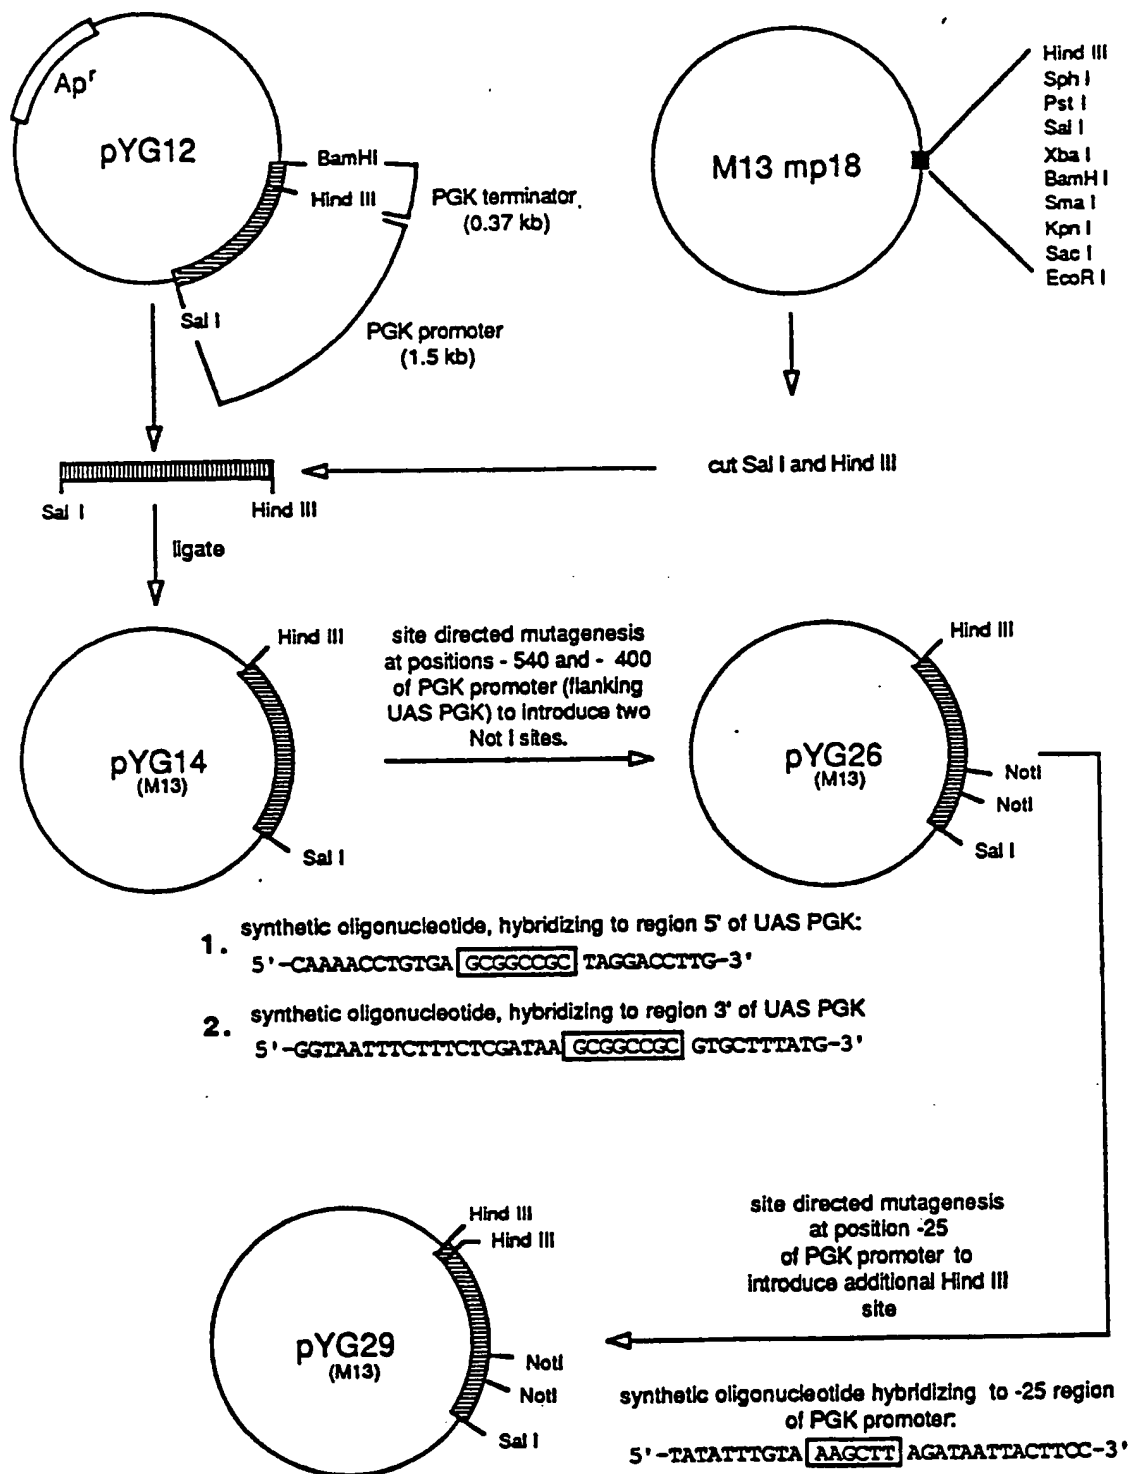 Apʳ
pYG12
BamHI
Hind III
PGK terminator
(0.37 kb)
Sal I
PGK promoter
(1.5 kb)
M13 mp18
Hind III
Sph I
Pst I
Sal I
Xba I
BamH I
Sma I
Kpn I
Sac I
EcoR I
cut Sal I and Hind III
Sal I
Hind III
ligate
Hind III
pYG14
(M13)
Sal I
site directed mutagenesis
at positions - 540 and - 400
of PGK promoter (flanking
UAS PGK) to introduce two
Not I sites.
Hind III
pYG26
(M13)
NotI
NotI
Sal I
1. synthetic oligonucleotide, hybridizing to region 5' of UAS PGK:
5'-CAAAACCTGTGA GCGGCCGC TAGGACCTTG-3'
2. synthetic oligonucleotide, hybridizing to region 3' of UAS PGK
5'-GGTAATTTCTTTCTCGATAA GCGGCCGC GTGCTTTATG-3'
site directed mutagenesis
at position -25
of PGK promoter to
introduce additional Hind III
site
Hind III
Hind III
pYG29
(M13)
NotI
NotI
Sal I
synthetic oligonucleotide hybridizing to -25 region
of PGK promoter:
5'-TATATTTGTA AAGCTT AGATAATTACTTCC-3'